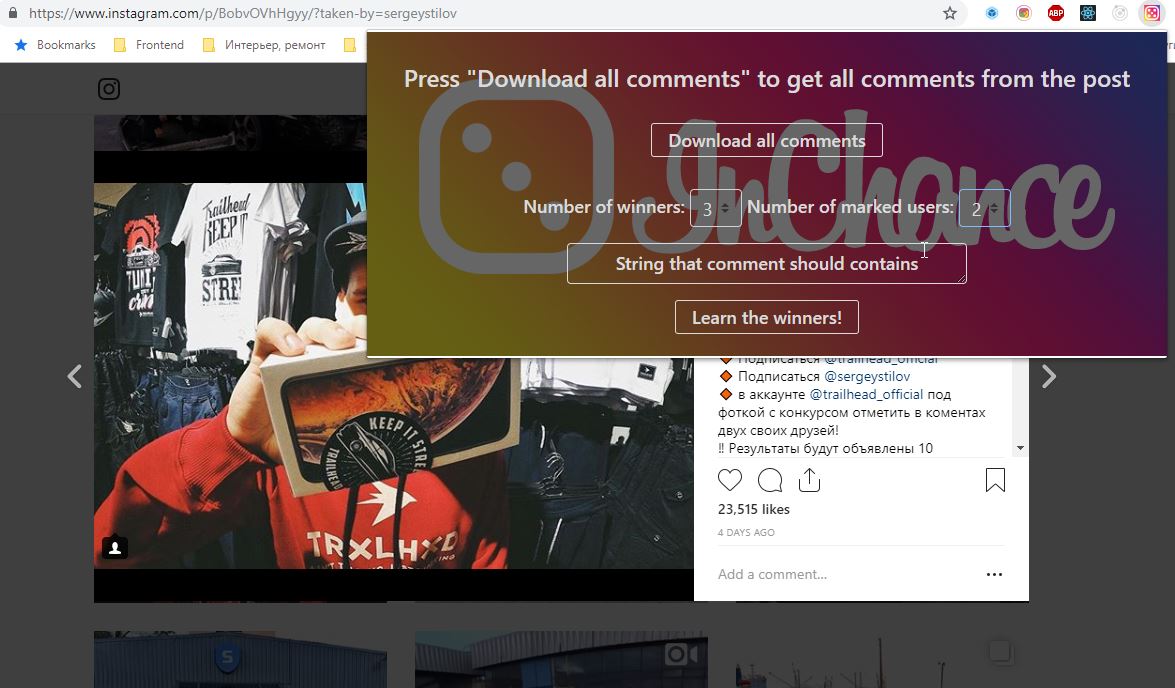 https://www.instagram.com/p/BobvOVhHgyy/?taken-by=sergeystilov
ABP
Bookmarks
Frontend
Интерьер, ремонт
Press "Download all comments" to get all comments from the post
Download all comments
InChance
Number of winners: 3 Number of marked users: 2
String that comment should contains
Learn the winners!
Trailhead
KEEP IT
STREET
KEEP IT STREET
TRAILHEAD
TRXLHXD
Подписаться @trailhead_official
Подписаться @sergeystilov
в аккаунте @trailhead_official под
фоткой с конкурсом отметить в коментах
двух своих друзей!
‼ Результаты будут объявлены 10
23,515 likes
4 DAYS AGO
Add a comment...
S